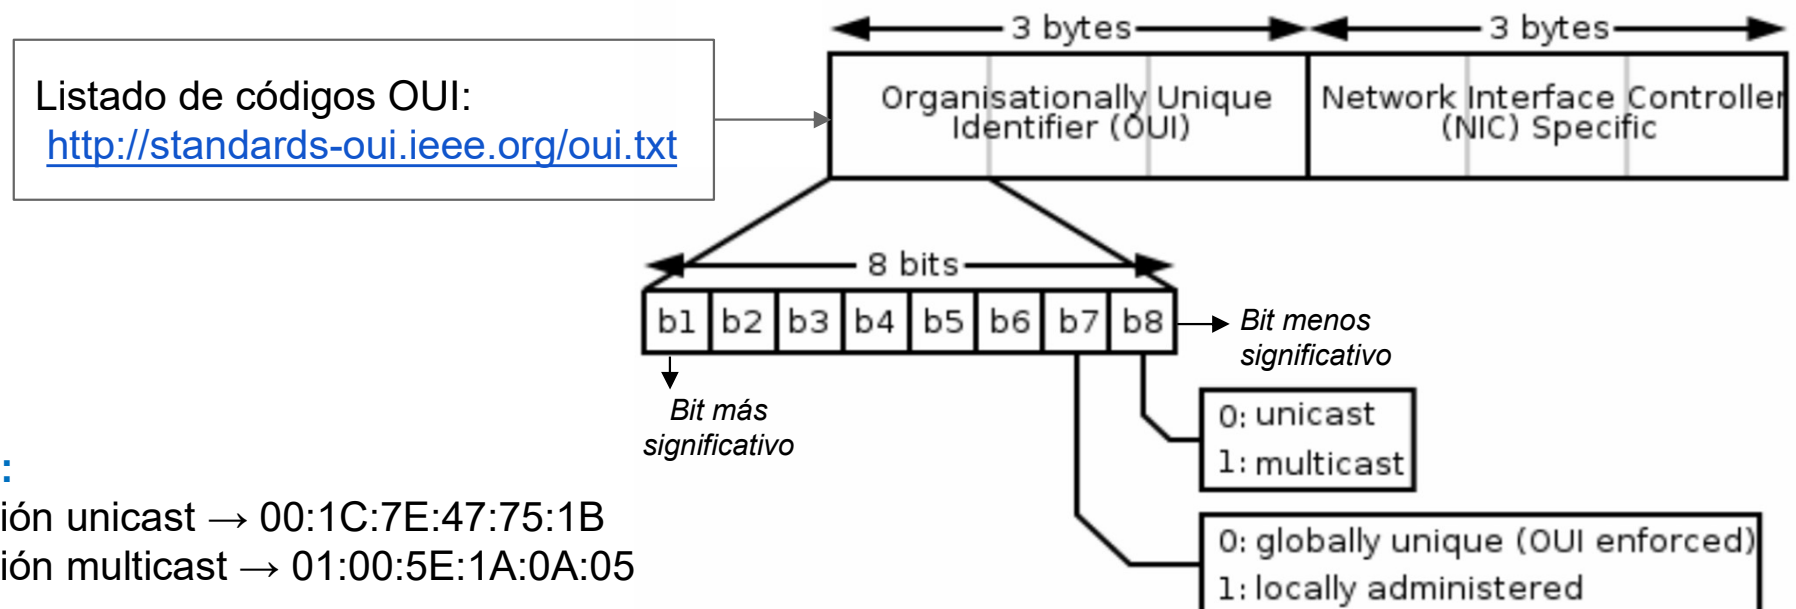 3 bytes 3 bytes
Listado de códigos OUI:
http://standards-oui.ieee.org/oui.txt
Organisationally Unique
Identifier (OUI)
Network Interface Controller
(NIC) Specific
8 bits
b1 b2 b3 b4 b5 b6 b7 b8
Bit menos
significativo
Bit más
significativo
0: unicast
1: multicast
:
ión unicast → 00:1C:7E:47:75:1B
ión multicast → 01:00:5E:1A:0A:05
0: globally unique (OUI enforced)
1: locally administered